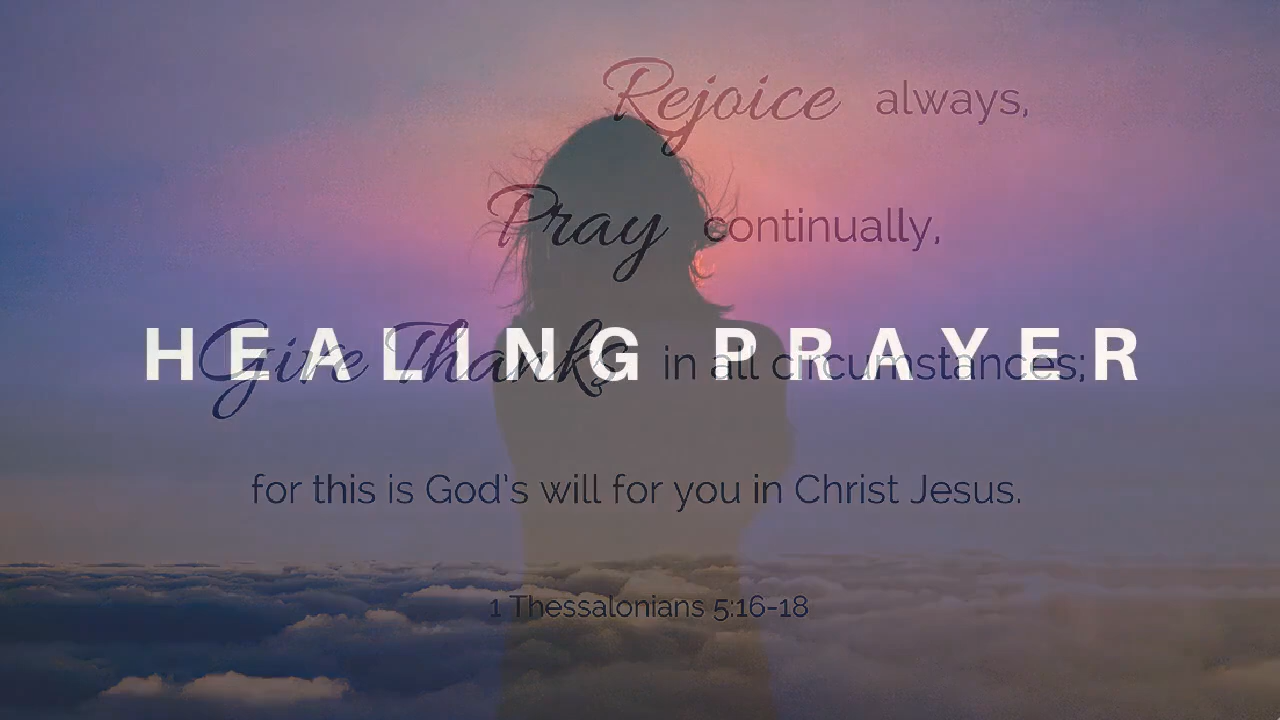 Rejoice always,
Pray continually,
HEALING PRAYER
Give Thanks in all circumstances;
for this is God's will for you in Christ Jesus.
1 Thessalonians 5:16-18